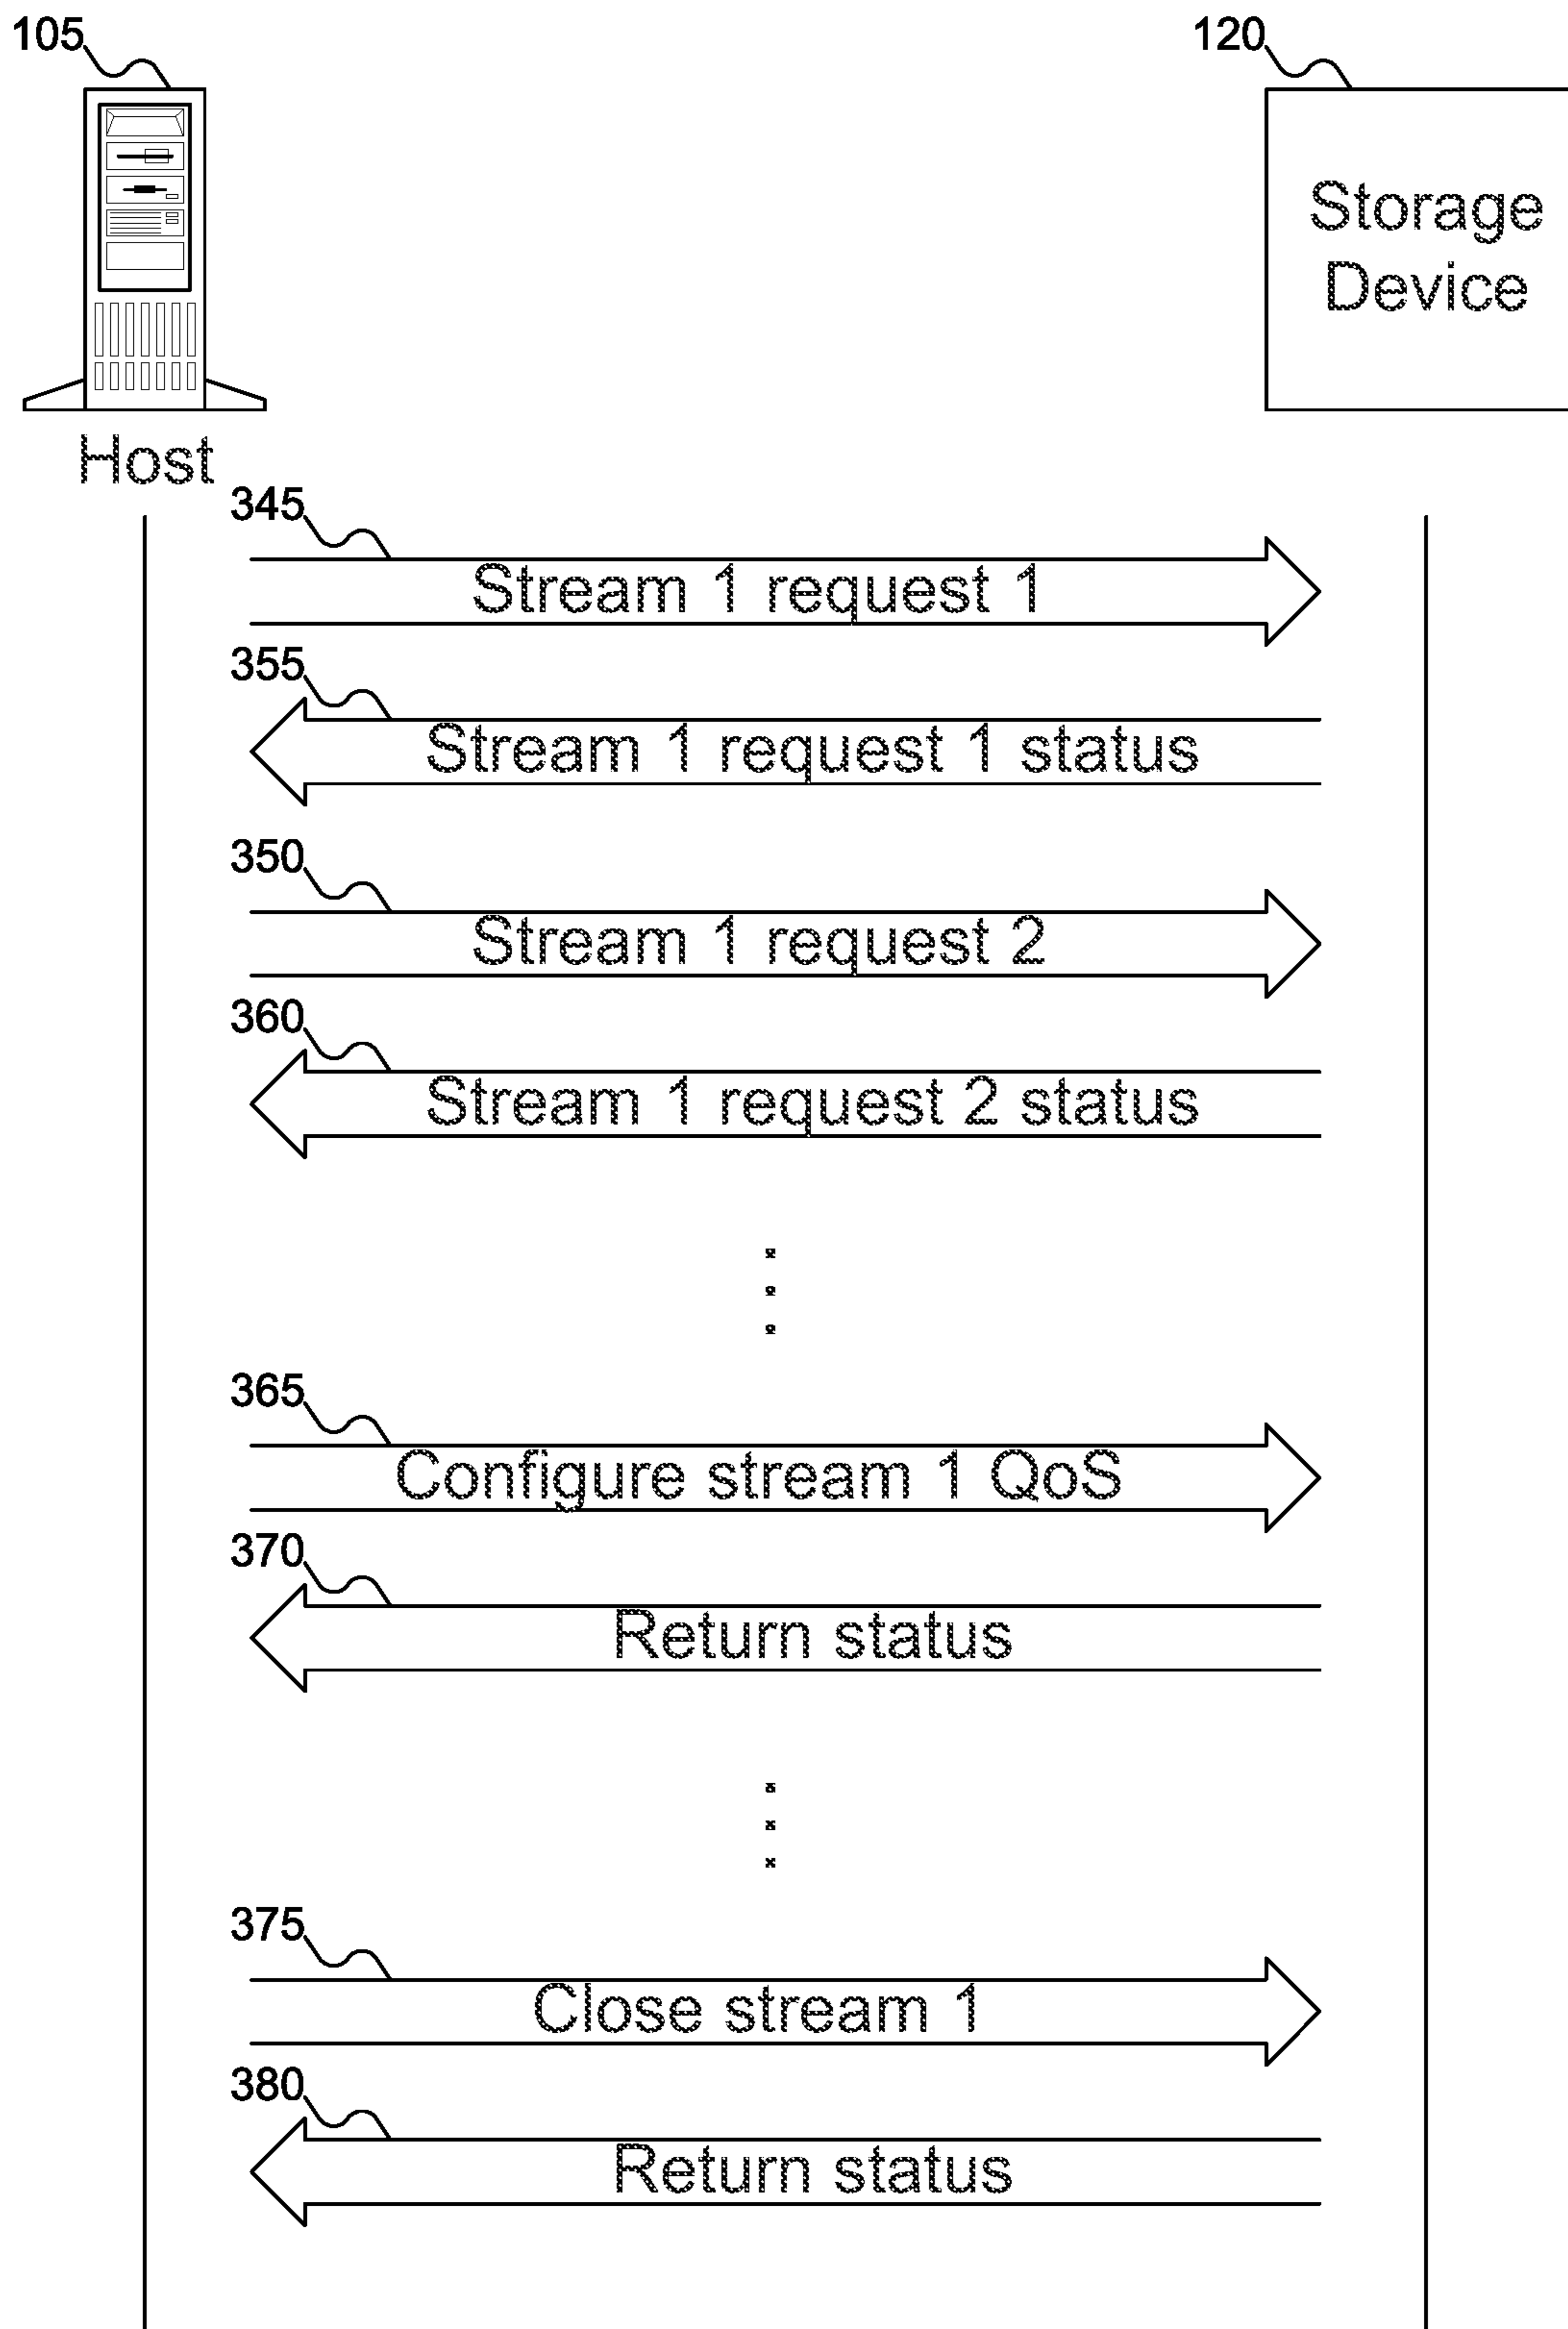 105
120
Storage
Device
Host
345
Stream 1 request 1
355
Stream 1 request 1 status
350
Stream 1 request 2
360
Stream 1 request 2 status
365
Configure stream 1 QoS
370
Return status
375
Close stream 1
380
Return status